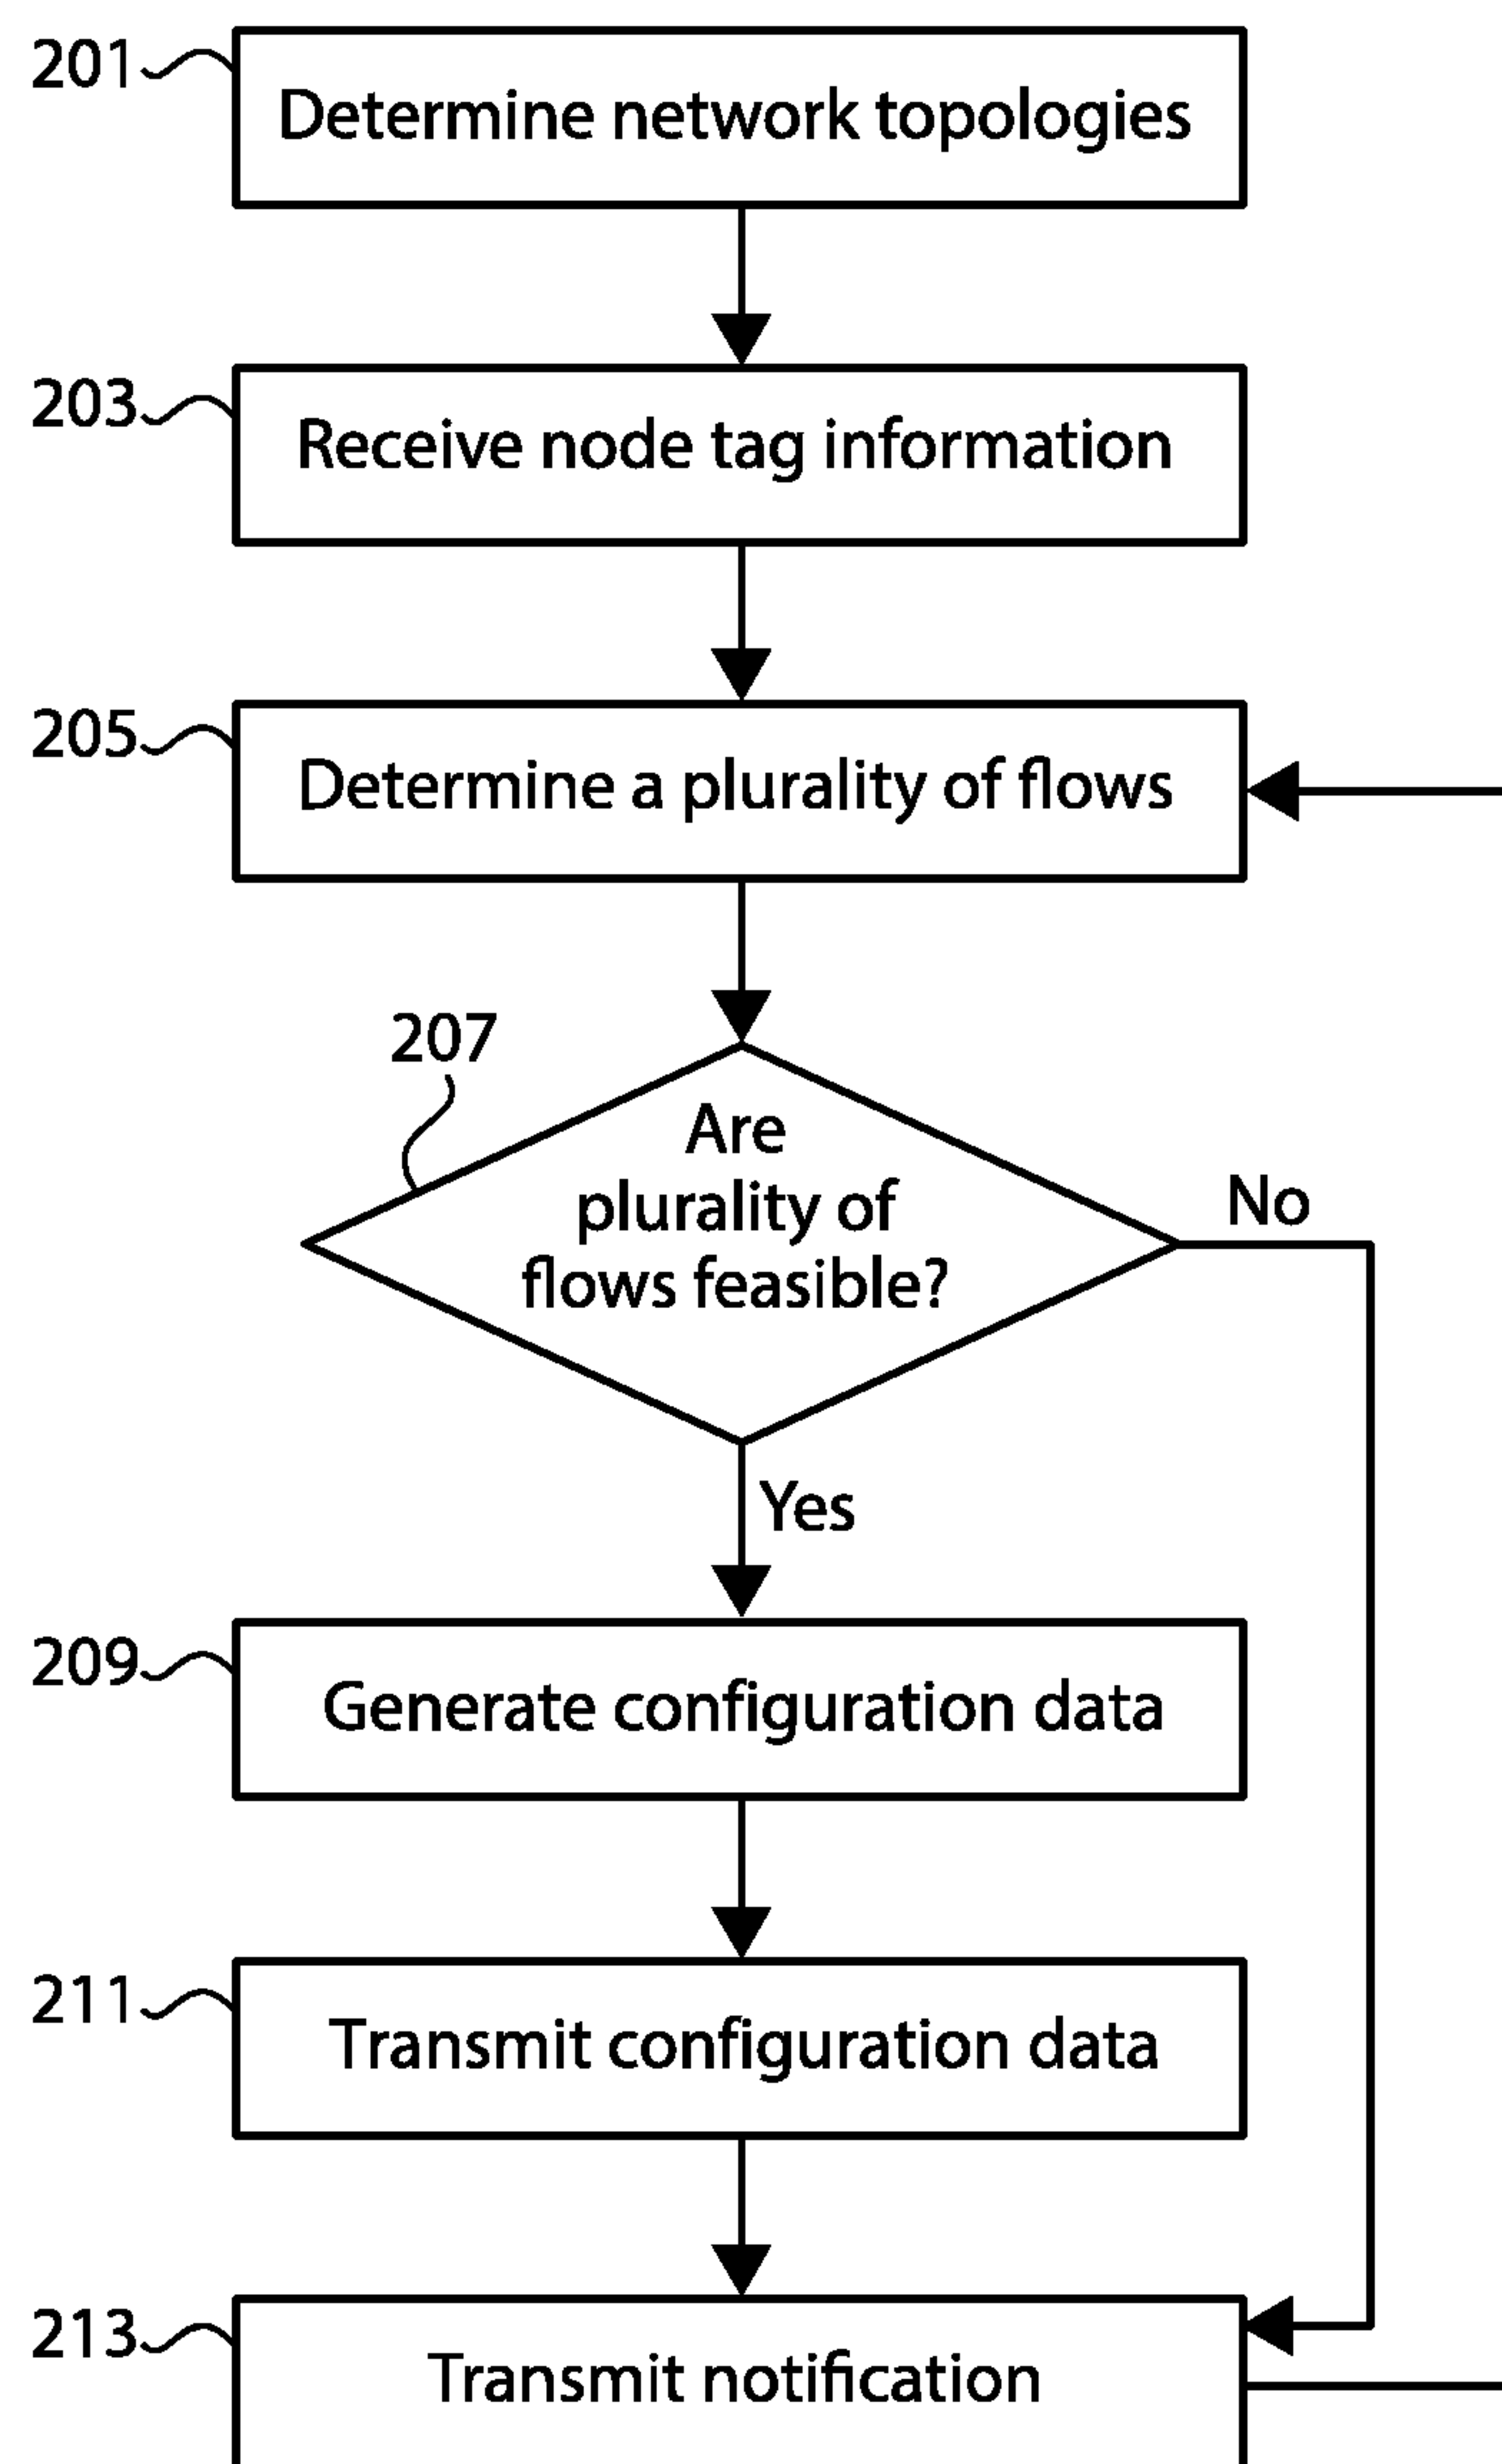 201
Determine network topologies
203
Receive node tag information
205
Determine a plurality of flows
207
Are
plurality of
flows feasible?
No
Yes
209
Generate configuration data
211
Transmit configuration data
213
Transmit notification